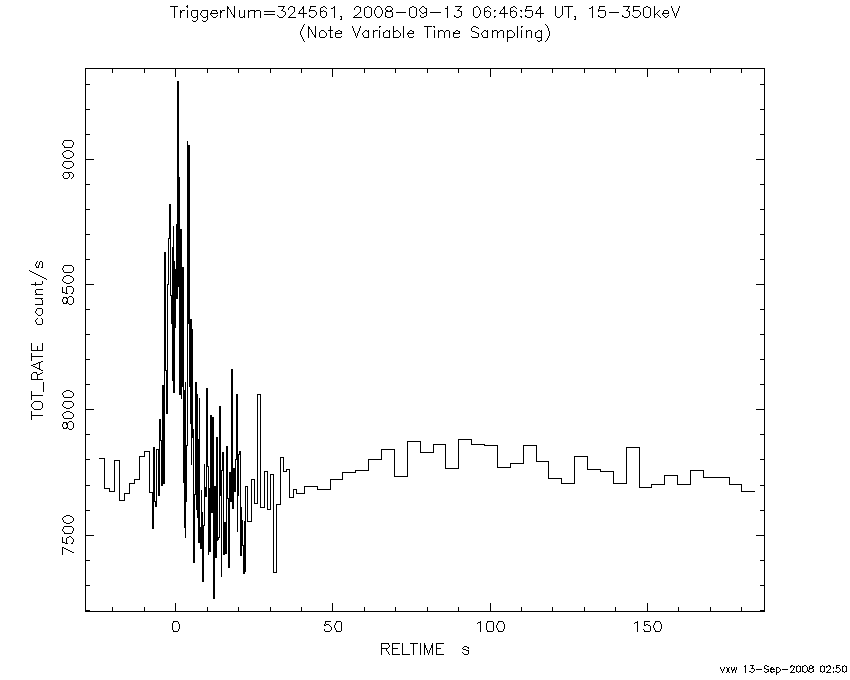 TriggerNum=324561, 2008-09-13 06:46:54 UT, 15-350keV
(Note Variable Time Sampling)
TOT_RATE count/s
9000
8500
8000
7500
0 50 100 150
RELTIME s
vxw 13-Sep-2008 02:50